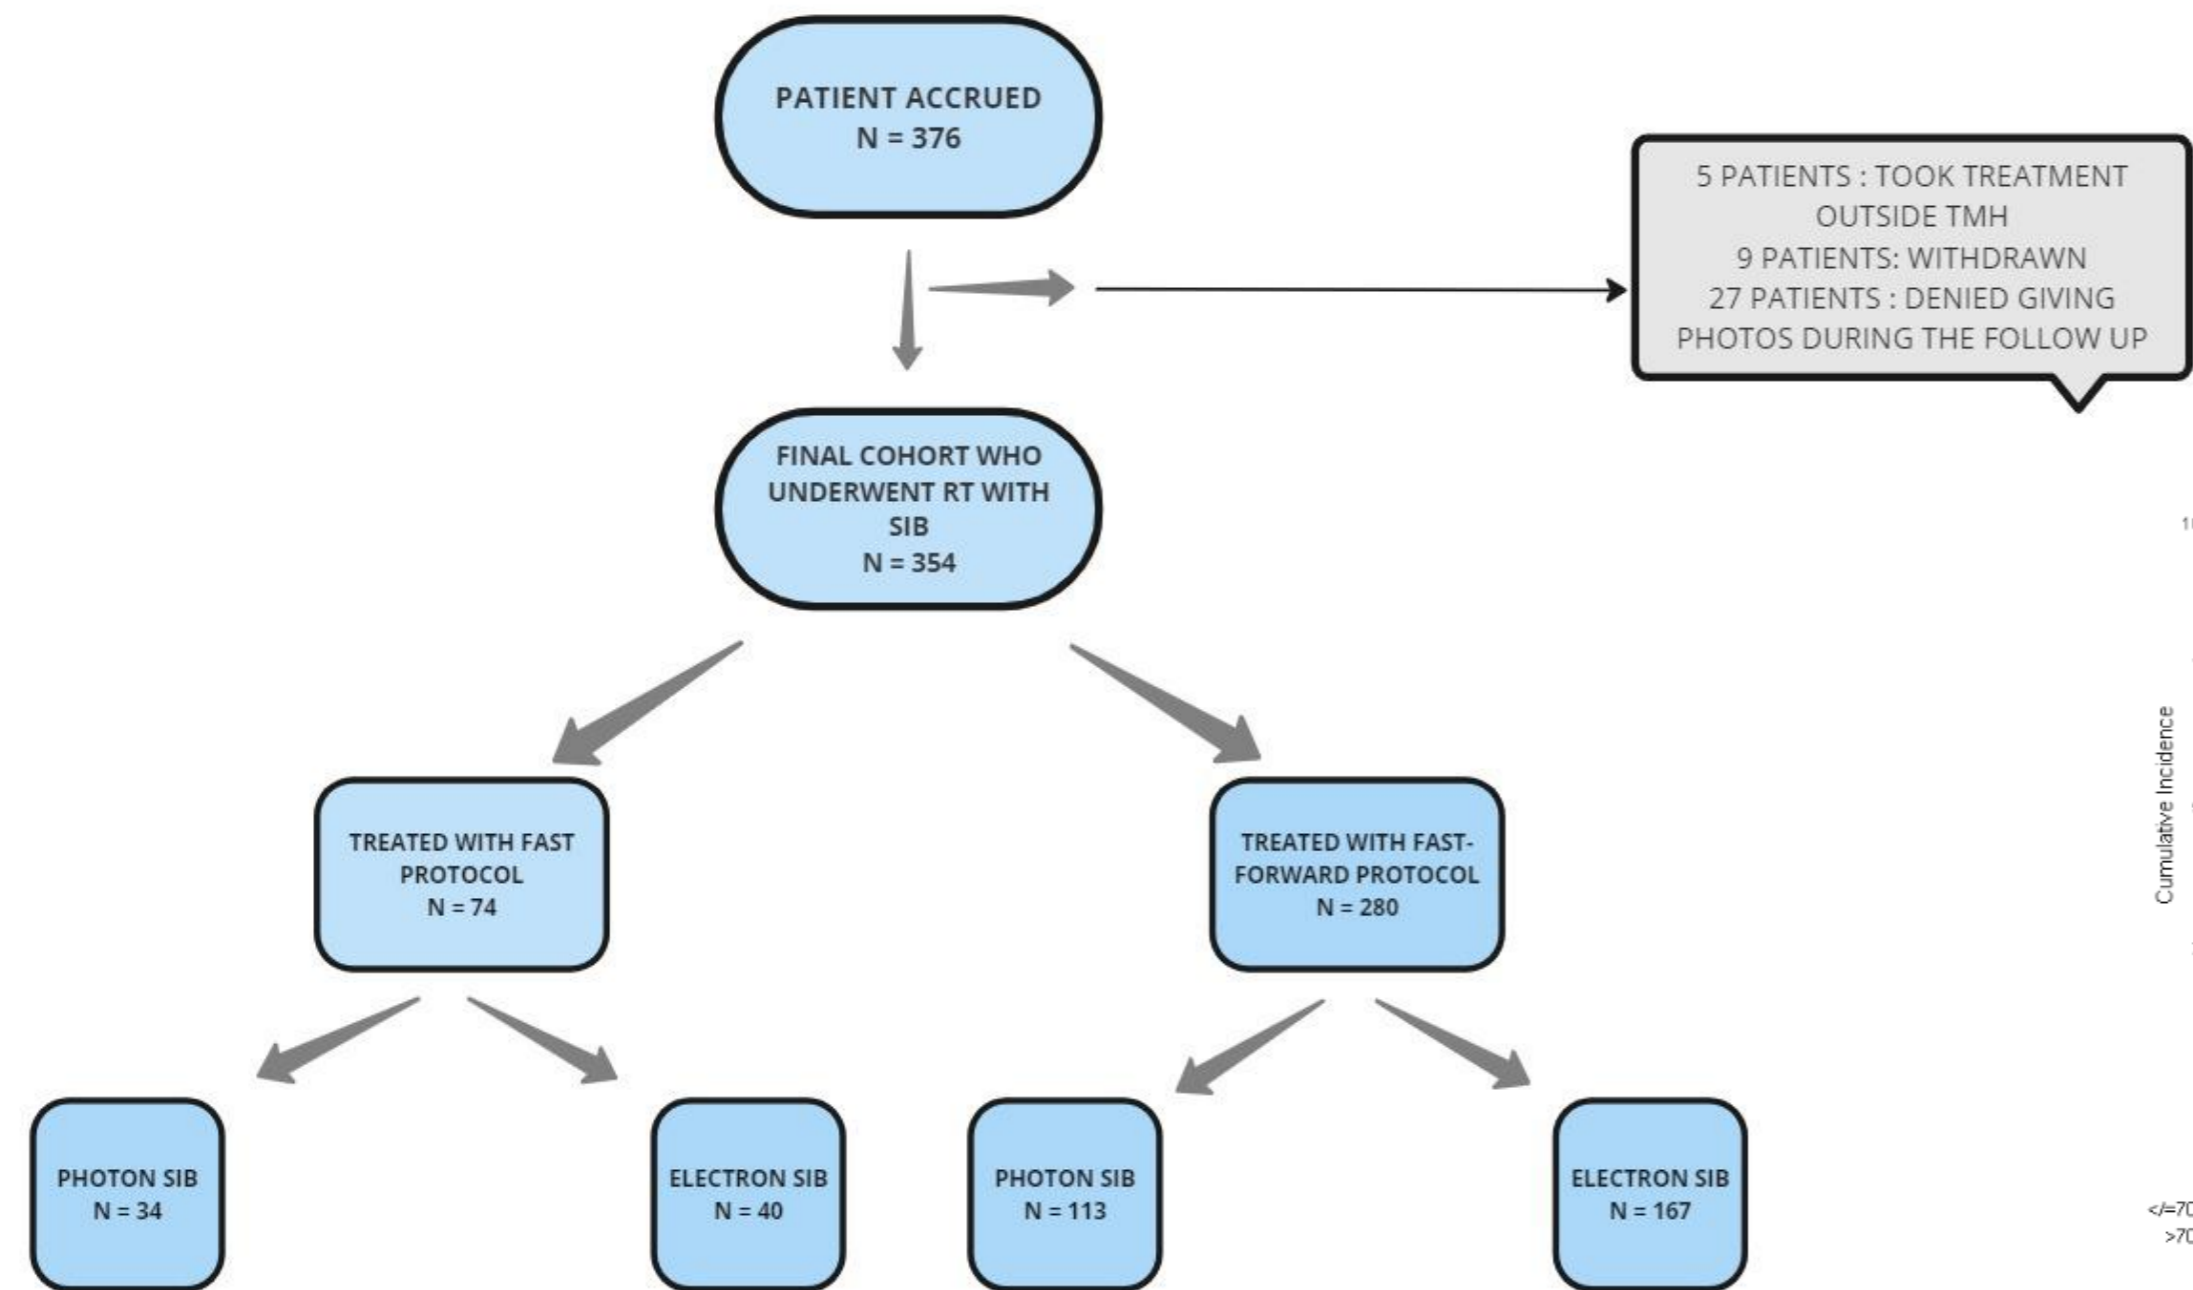 PATIENT ACCRUED
N = 376
5 PATIENTS : TOOK TREATMENT
OUTSIDE TMH
9 PATIENTS: WITHDRAWN
27 PATIENTS : DENIED GIVING
PHOTOS DURING THE FOLLOW UP
FINAL COHORT WHO
UNDERWENT RT WITH
SIB
N = 354
TREATED WITH FAST
PROTOCOL
N = 74
TREATED WITH FAST-
FORWARD PROTOCOL
N = 280
Cumulative Incidence
PHOTON SIB
N = 34
ELECTRON SIB
N = 40
PHOTON SIB
N = 113
ELECTRON SIB
N = 167
</=70
>70